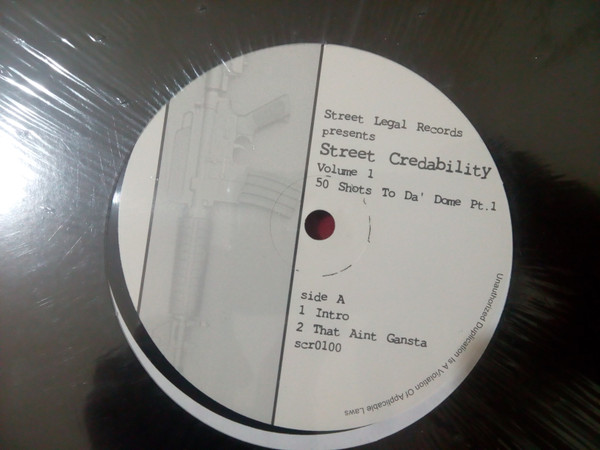 Street Legal Records
presents
Street Credability
Volume 1
50 Shots To Da' Dome Pt.1
side A
1 Intro
2 That Aint Gansta
scr0100
Unauthorized Duplication Is A Violation Of Applicable Laws